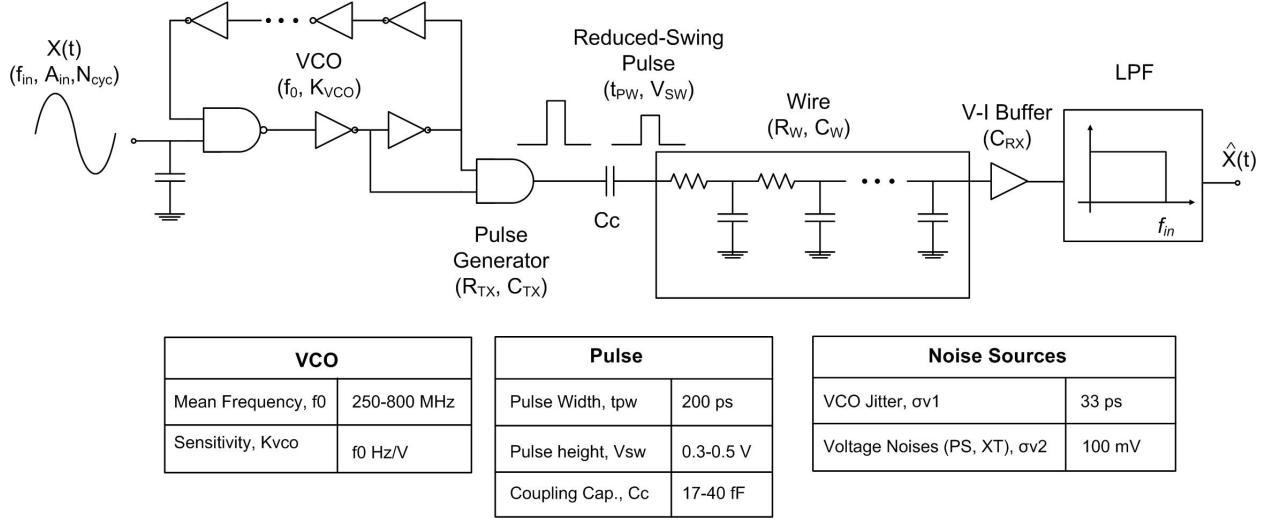 X(t)
(f_in, A_in,N_cyc)
VCO
(f_0, K_VCO)
Reduced-Swing
Pulse
(t_PW, V_SW)
Wire
(R_W, C_W)
V-I Buffer
(C_RX)
LPF
f_in
X̂(t)
Cc
Pulse
Generator
(R_TX, C_TX)
VCO
Mean Frequency, f0 250-800 MHz
Sensitivity, Kvco f0 Hz/V
Pulse
Pulse Width, tpw 200 ps
Pulse height, Vsw 0.3-0.5 V
Coupling Cap., Cc 17-40 fF
Noise Sources
VCO Jitter, σv1 33 ps
Voltage Noises (PS, XT), σv2 100 mV